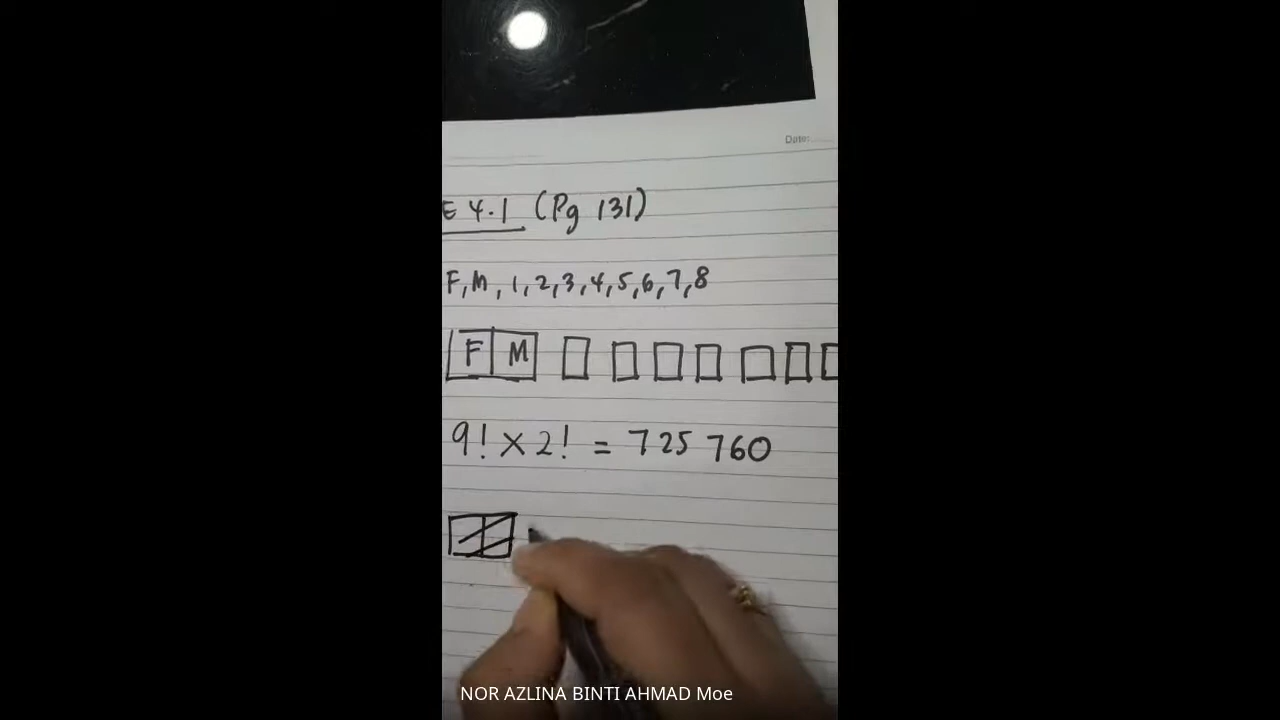 Date:
E 4.1 (Pg 131)
F, M, 1, 2, 3, 4, 5, 6, 7, 8
F M
9! × 2! = 725 760
NOR AZLINA BINTI AHMAD Moe